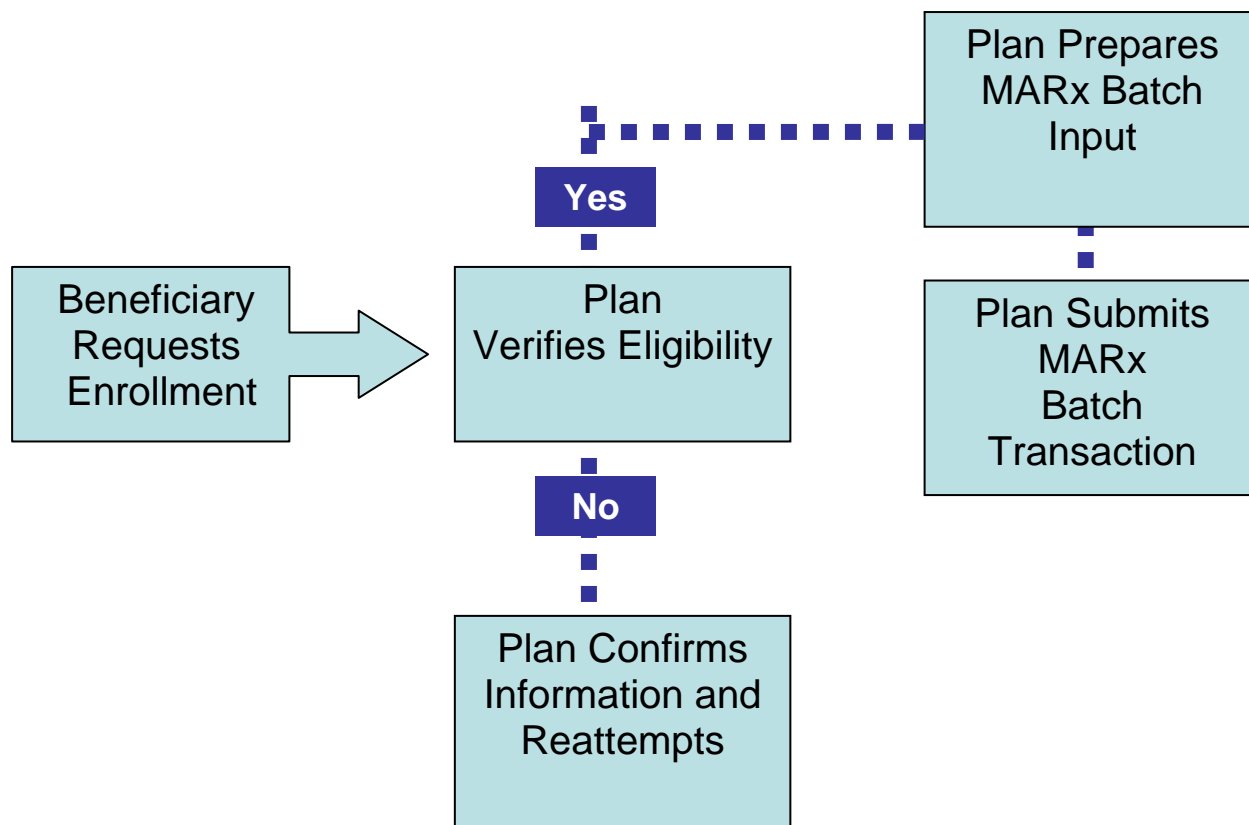 Beneficiary
Requests
Enrollment
Plan
Verifies Eligibility
Yes
Plan Prepares
MARx Batch
Input
Plan Submits
MARx
Batch
Transaction
No
Plan Confirms
Information and
Reattempts